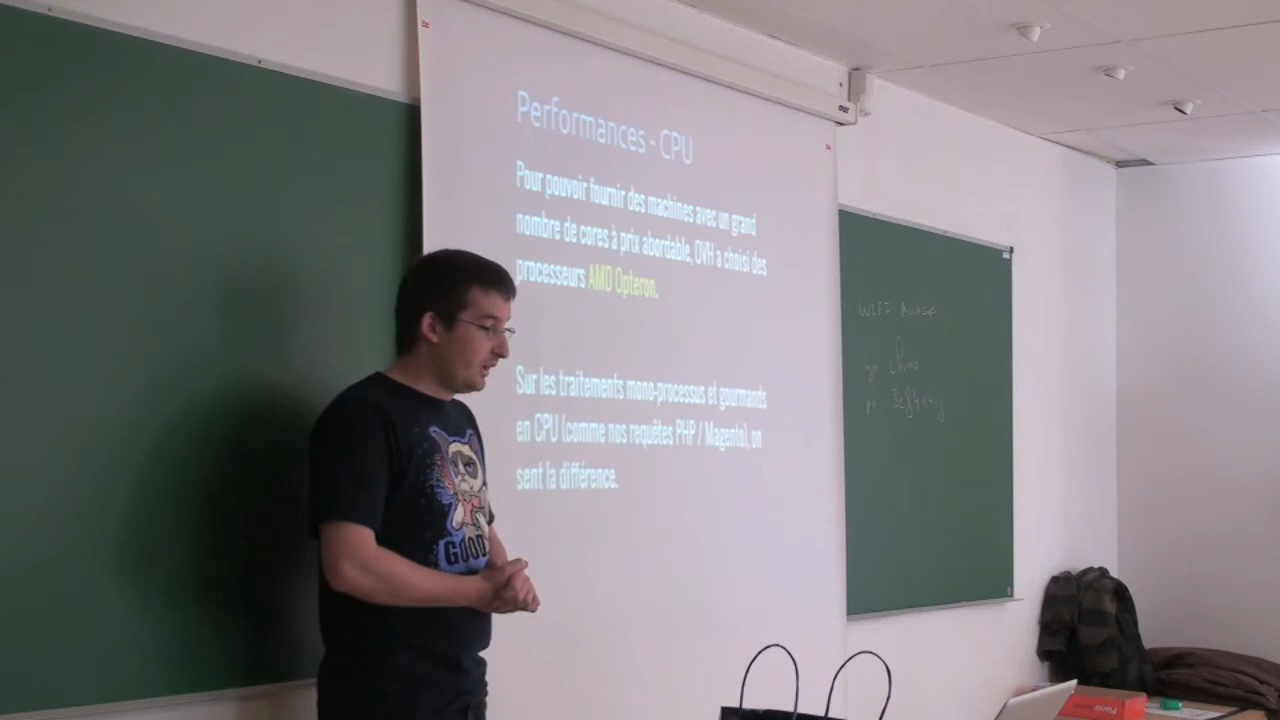 Performances - CPU
Pour pouvoir fournir des machines avec un grand
nombre de cores à prix abordable, OVH a choisi des
processeurs AMD Opteron.
Sur les traitements mono-processus et gourmands
en CPU (comme nos requêtes PHP / Magento), on
sent la différence.
GOOD
WIFI